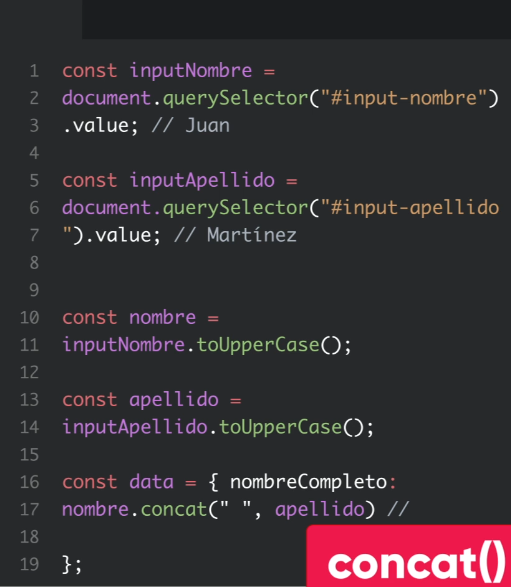 1 const inputNombre =
2 document.querySelector("#input-nombre")
3 .value; // Juan
4
5 const inputApellido =
6 document.querySelector("#input-apellido
7 ").value; // Martínez
8
9
10 const nombre =
11 inputNombre.toUpperCase();
12
13 const apellido =
14 inputApellido.toUpperCase();
15
16 const data = { nombreCompleto:
17 nombre.concat(" ", apellido) //
18
19 };
concat()